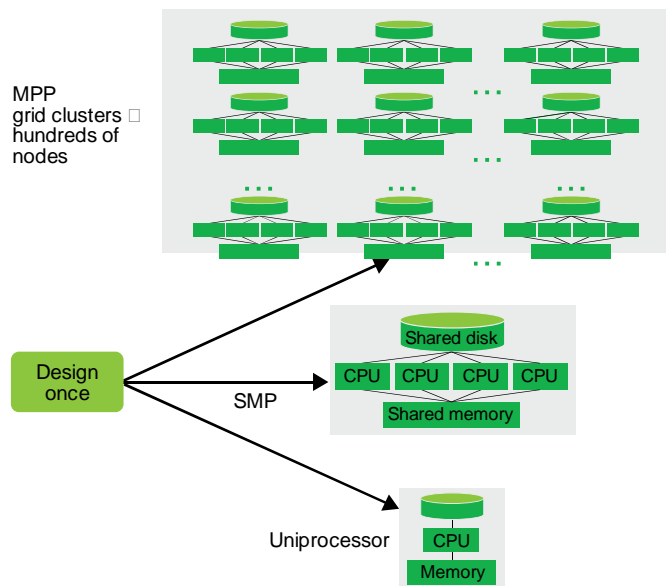 MPP
grid clusters □
hundreds of
nodes
...
...
... ... ...
...
Shared disk
Design
once
CPU CPU CPU CPU
SMP
Shared memory
Uniprocessor
CPU
Memory